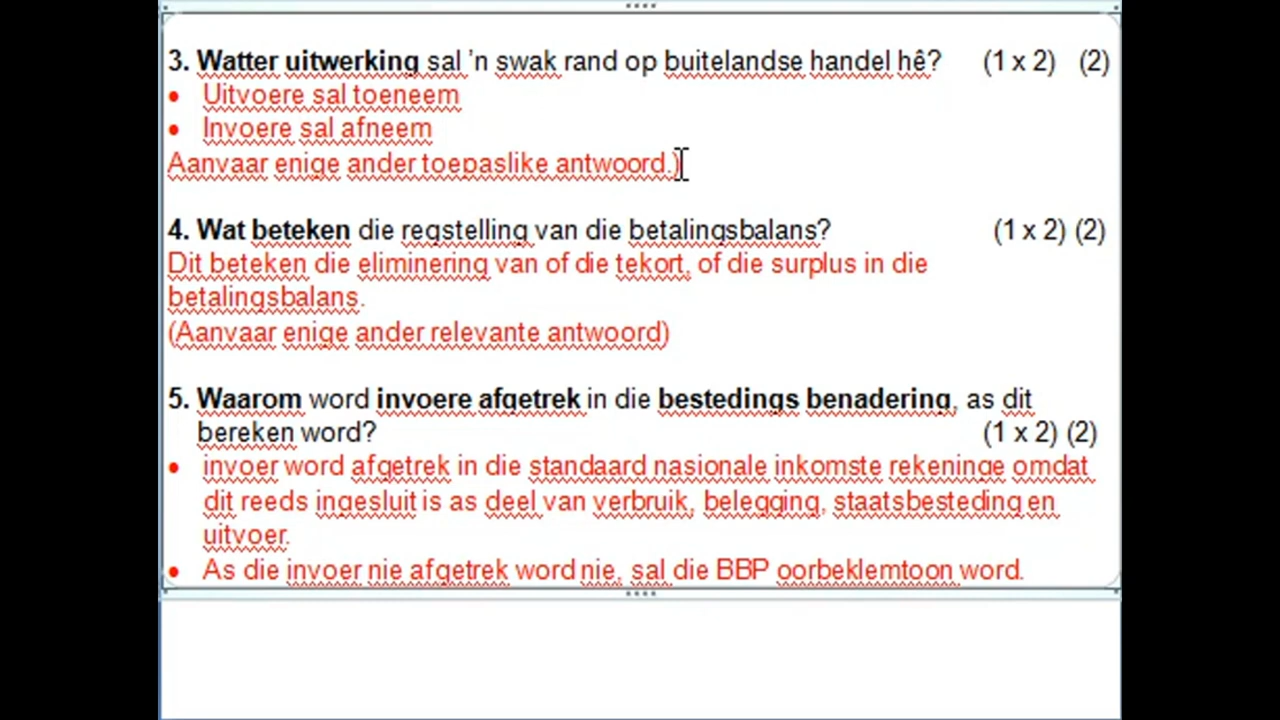 3. Watter uitwerking sal 'n swak rand op buitelandse handel hê? (1 x 2) (2)
• Uitvoere sal toeneem
• Invoere sal afneem
Aanvaar enige ander toepaslike antwoord.)
4. Wat beteken die regstelling van die betalingsbalans? (1 x 2) (2)
Dit beteken die eliminering van of die tekort, of die surplus in die
betalingsbalans.
(Aanvaar enige ander relevante antwoord)
5. Waarom word invoere afgetrek in die bestedings benadering, as dit
bereken word? (1 x 2) (2)
• invoer word afgetrek in die standaard nasionale inkomste rekeninge omdat
dit reeds ingesluit is as deel van verbruik, belegging, staatsbesteding en
uitvoer.
• As die invoer nie afgetrek word nie, sal die BBP oorbeklemtoon word.